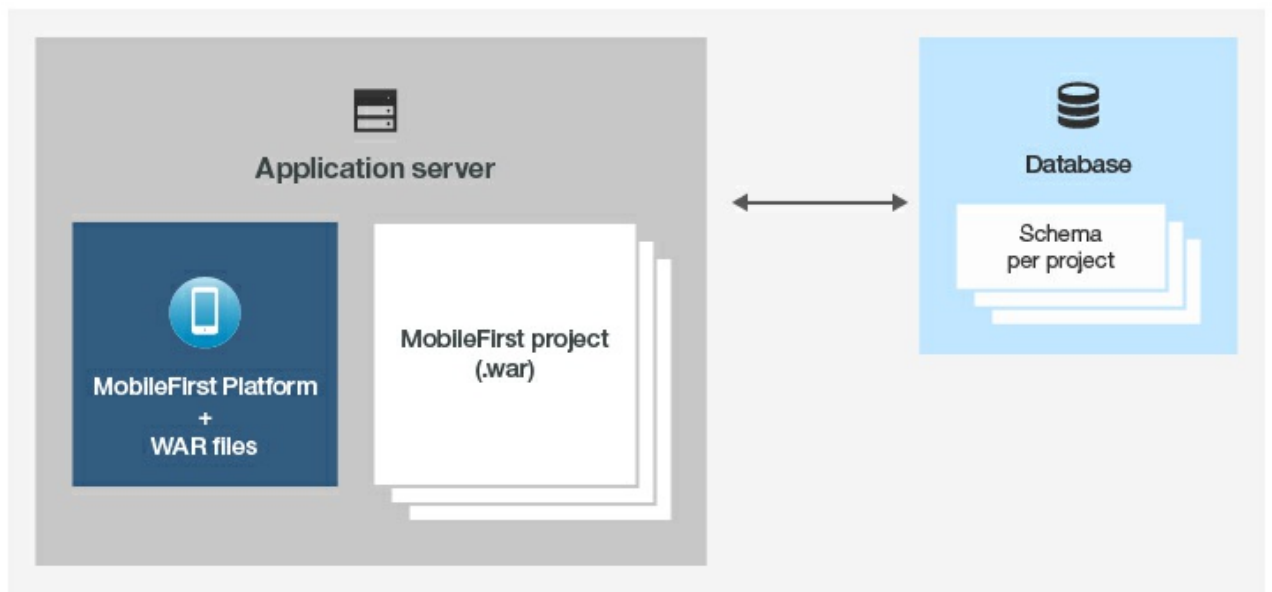 Application server
MobileFirst Platform
+
WAR files
MobileFirst project
(.war)
Database
Schema
per project